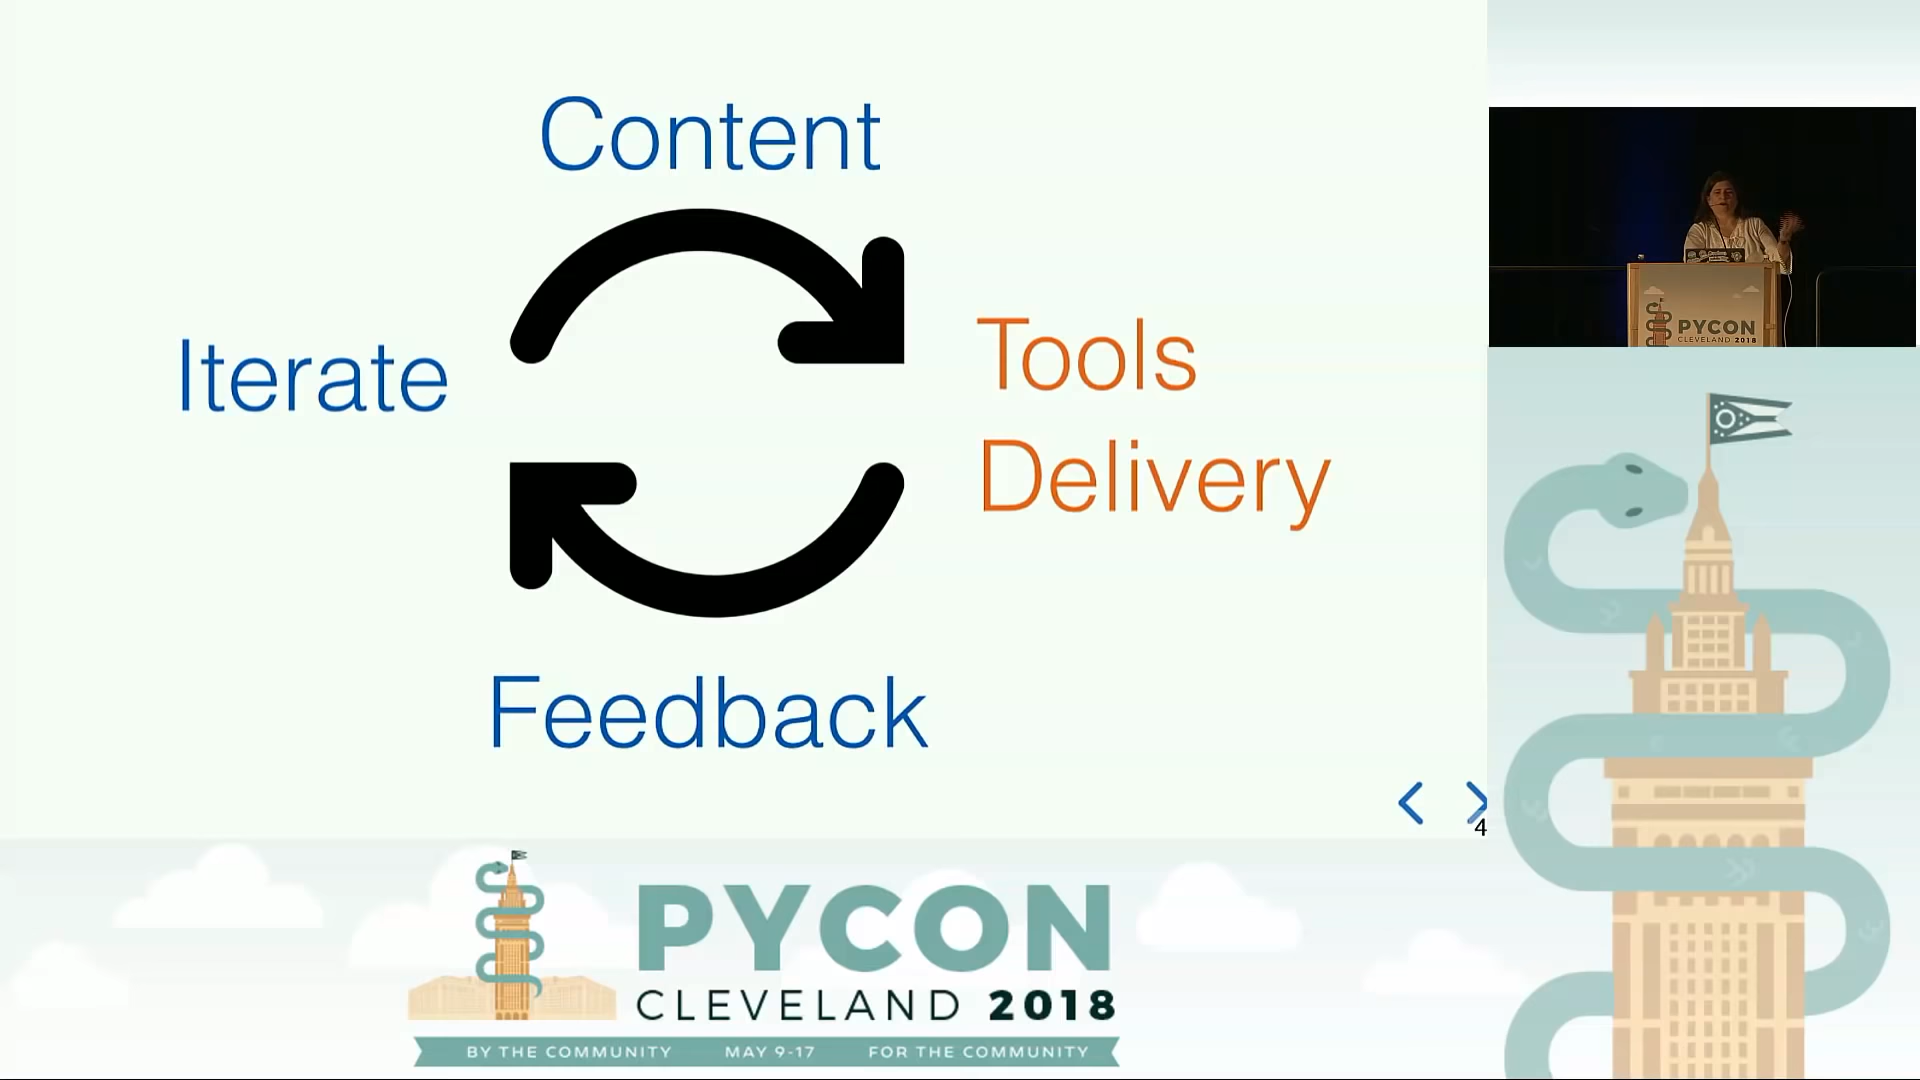 Content
Iterate
Tools
Delivery
Feedback
4
PYCON
CLEVELAND 2018
PYCON
CLEVELAND 2018
BY THE COMMUNITY MAY 9-17 FOR THE COMMUNITY